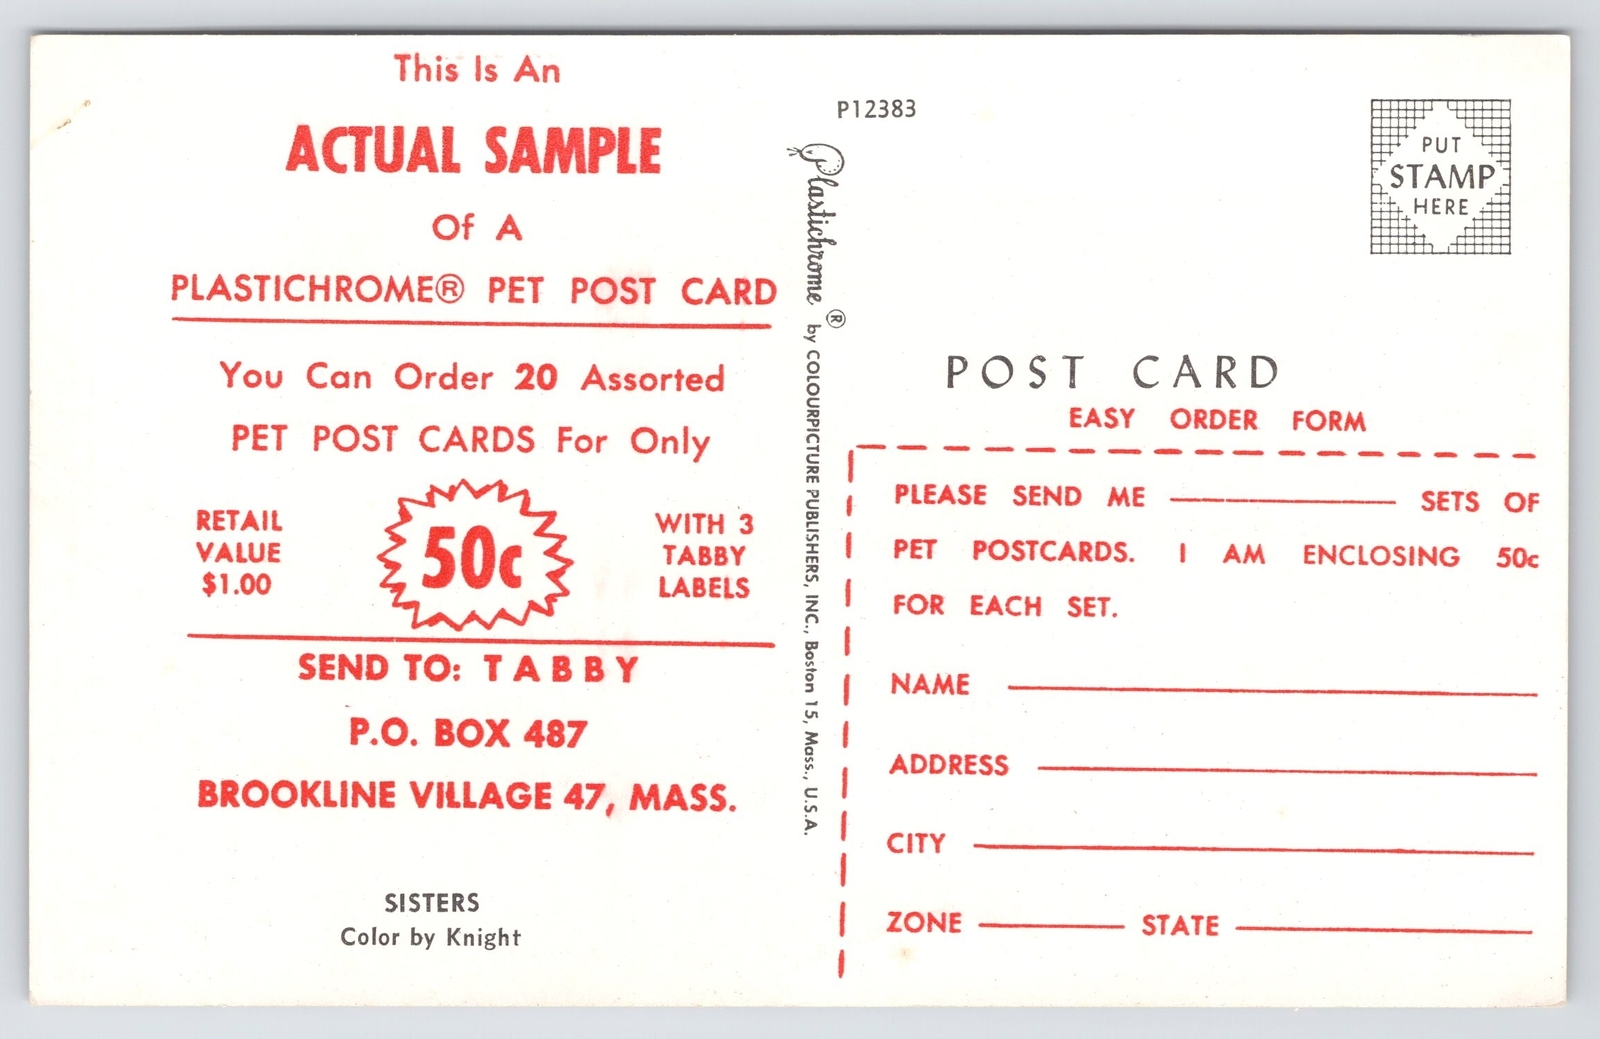 This Is An
ACTUAL SAMPLE
Of A
PLASTICHROME® PET POST CARD
You Can Order 20 Assorted
PET POST CARDS For Only
RETAIL
VALUE
$1.00
50c
WITH 3
TABBY
LABELS
SEND TO: TABBY
P.O. BOX 487
BROOKLINE VILLAGE 47, MASS.
SISTERS
Color by Knight
Plastichrome® by COLOURPICTURE PUBLISHERS, INC., Boston 15, Mass., U.S.A.
P12383
PUT
STAMP
HERE
POST CARD
EASY ORDER FORM
PLEASE SEND ME SETS OF
PET POSTCARDS. I AM ENCLOSING 50c
FOR EACH SET.
NAME
ADDRESS
CITY
ZONE STATE